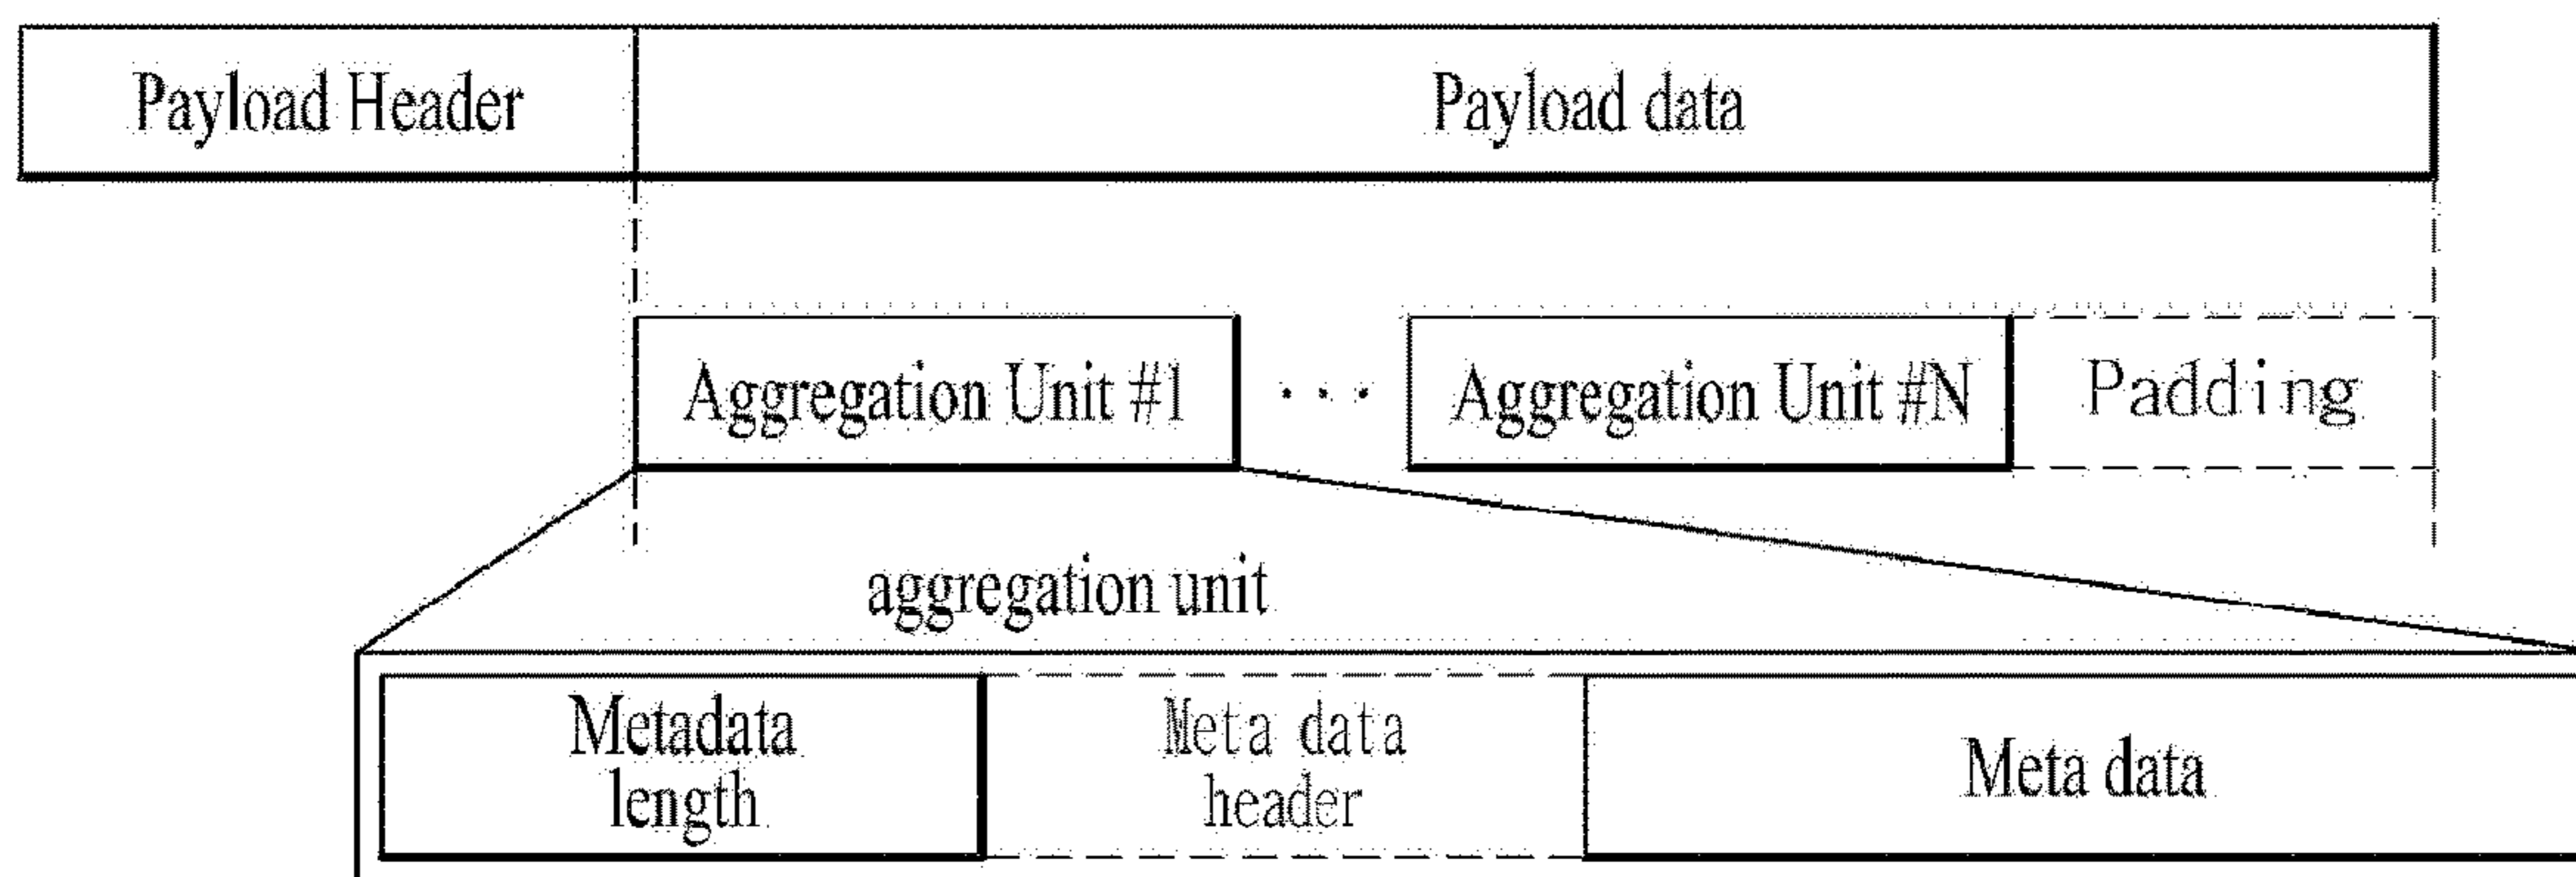 Payload Header
Payload data
Aggregation Unit #1
. . .
Aggregation Unit #N
Padding
aggregation unit
Metadata
length
Meta data
header
Meta data